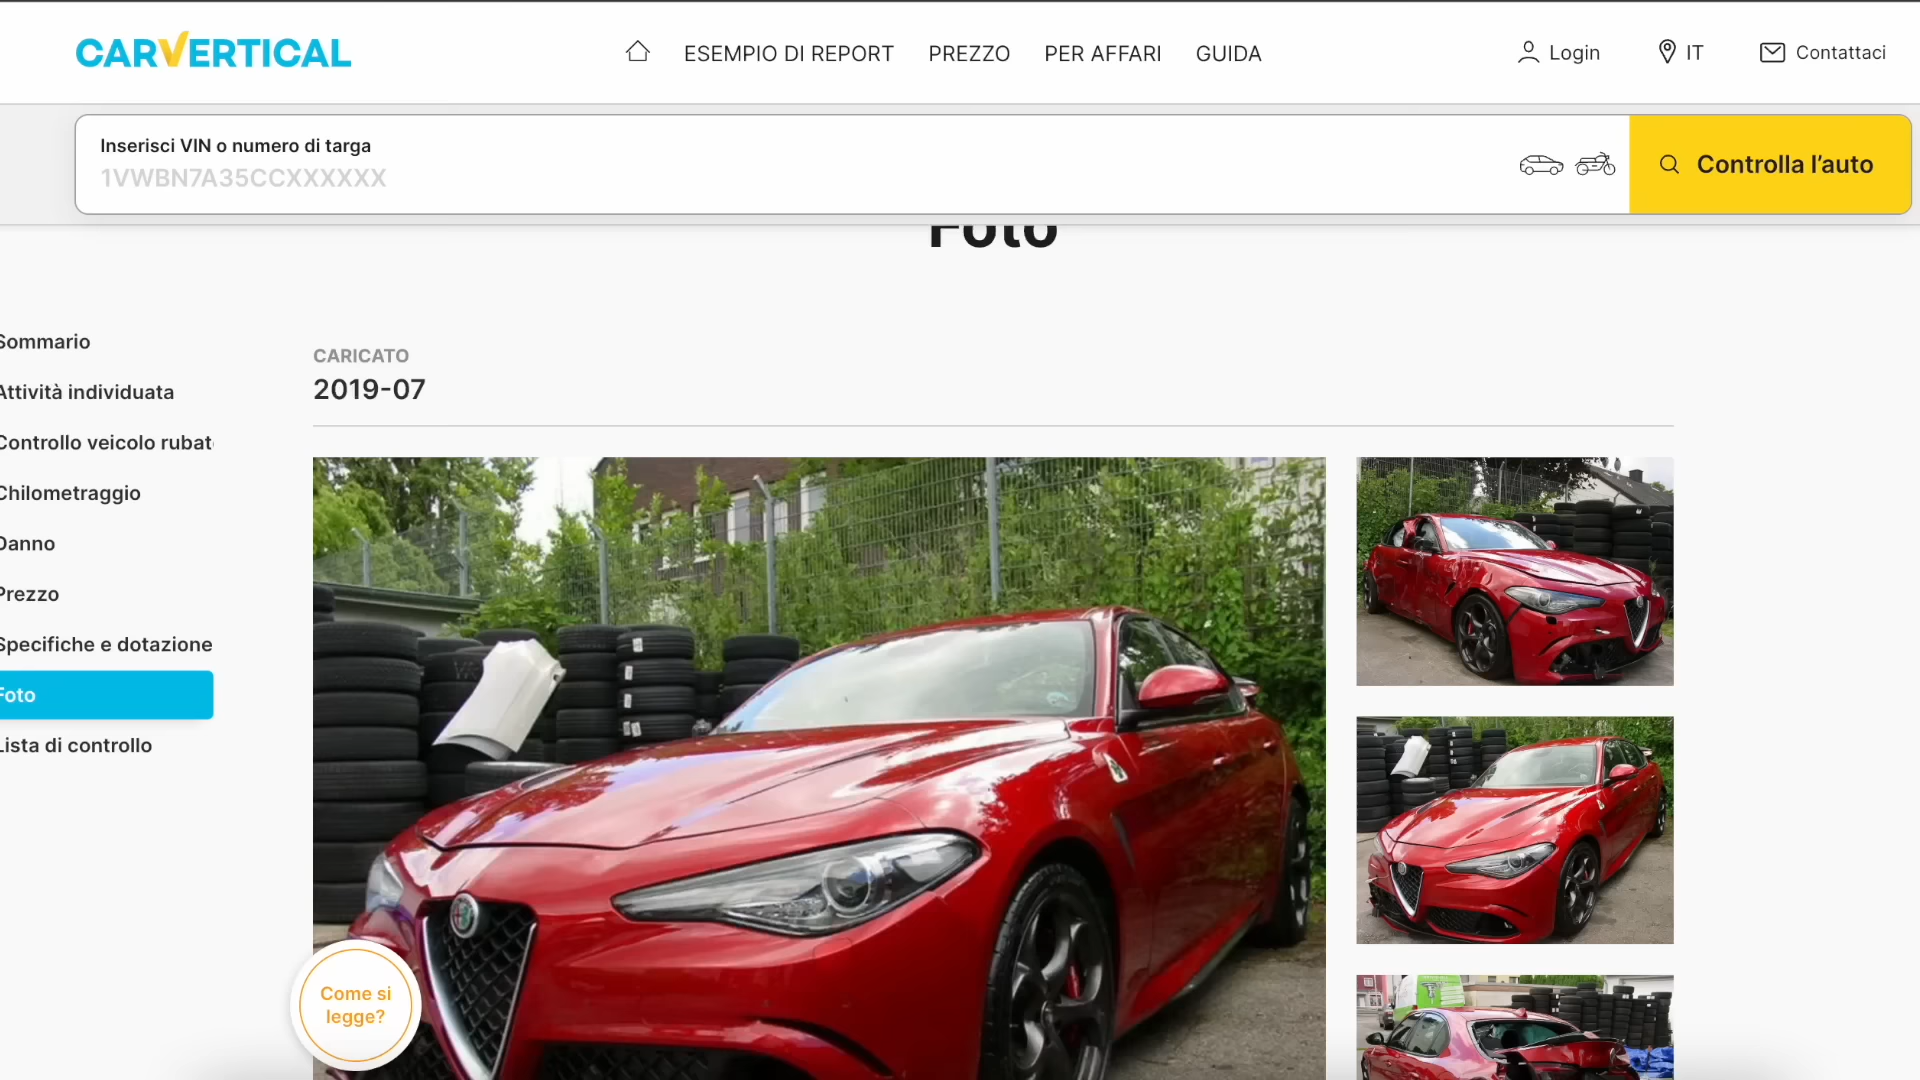 CARVERTICAL
ESEMPIO DI REPORT
PREZZO
PER AFFARI
GUIDA
Login
IT
Contattaci
Inserisci VIN o numero di targa
1VWBN7A35CCXXXXXX
Controlla l’auto
Foto
Sommario
Attività individuata
Controllo veicolo rubat
Chilometraggio
Danno
Prezzo
Specifiche e dotazione
Foto
Lista di controllo
CARICATO
2019-07
Come si
legge?